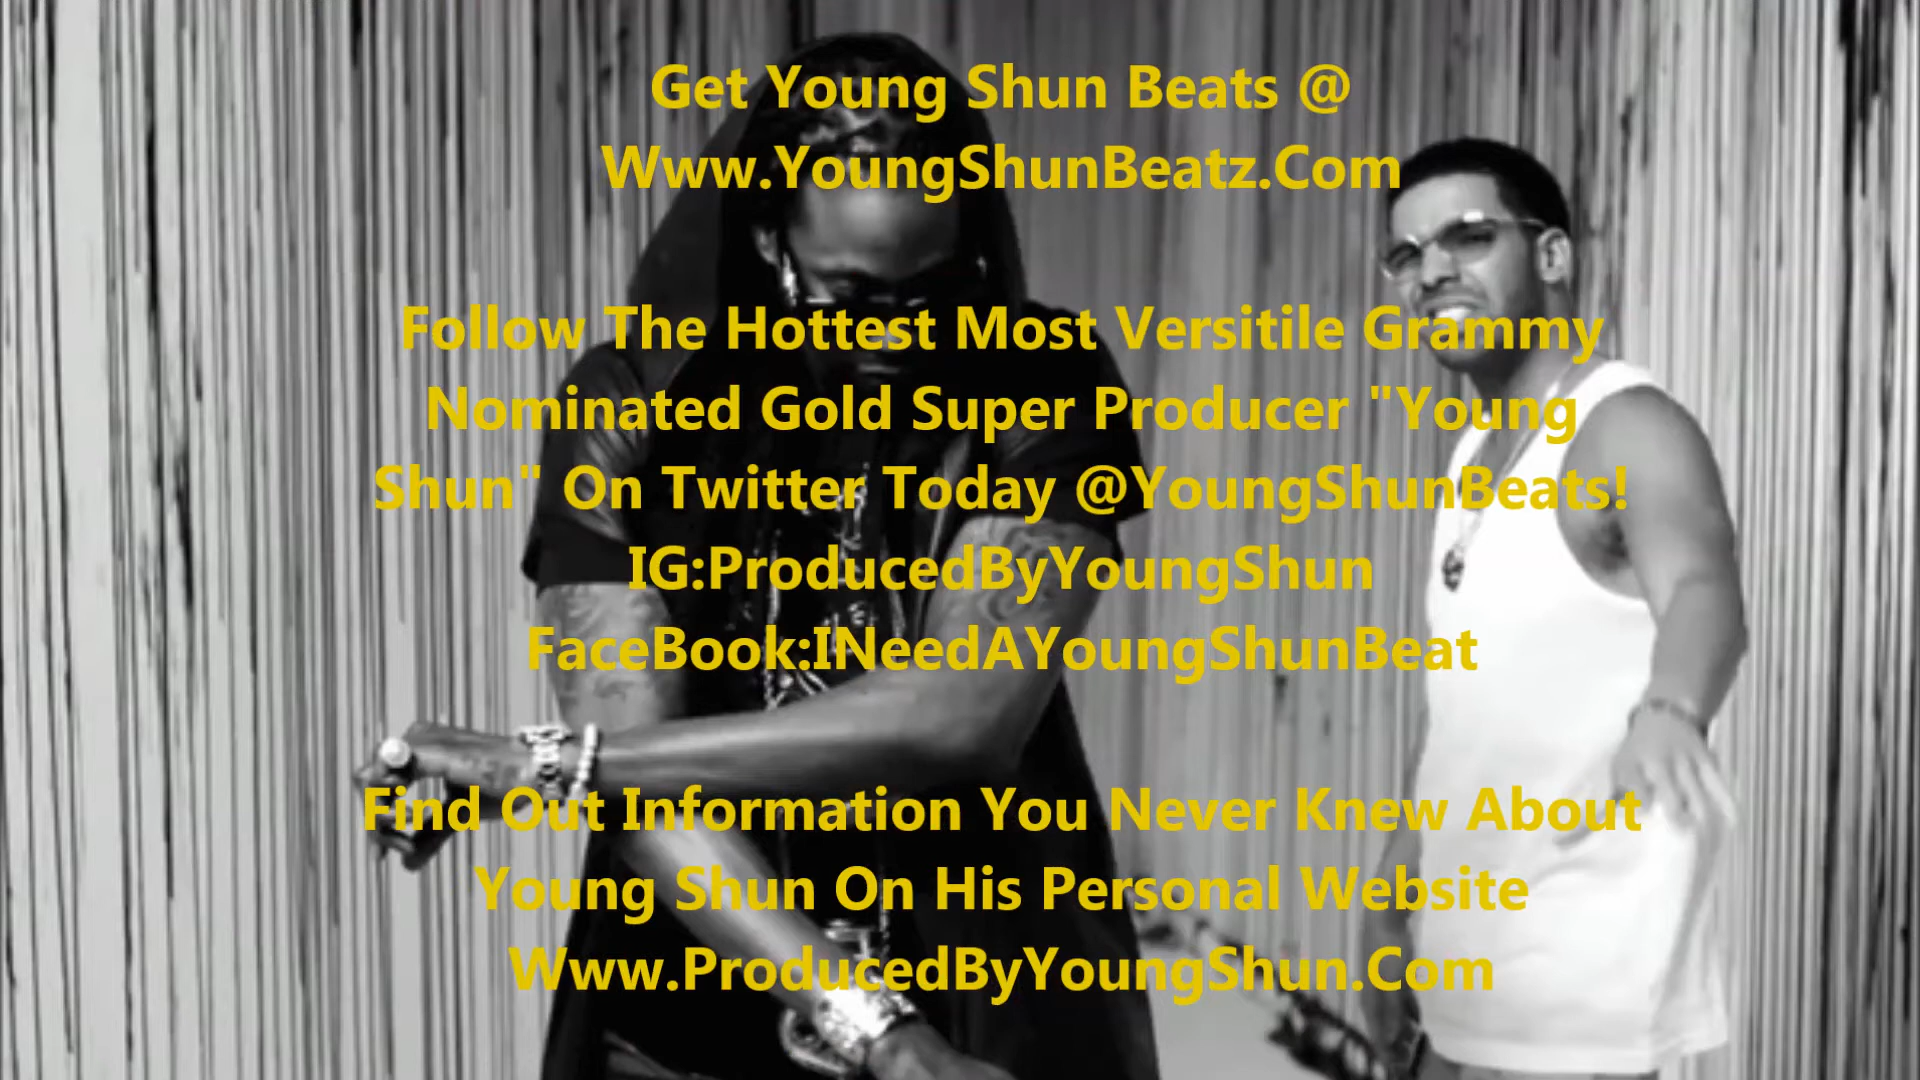 Get Young Shun Beats @
Www.YoungShunBeatz.Com
Follow The Hottest Most Versitile Grammy
Nominated Gold Super Producer "Young
Shun" On Twitter Today @YoungShunBeats!
IG:ProducedByYoungShun
FaceBook:INeedAYoungShunBeat
Find Out Information You Never Knew About
Young Shun On His Personal Website
Www.ProducedByYoungShun.Com